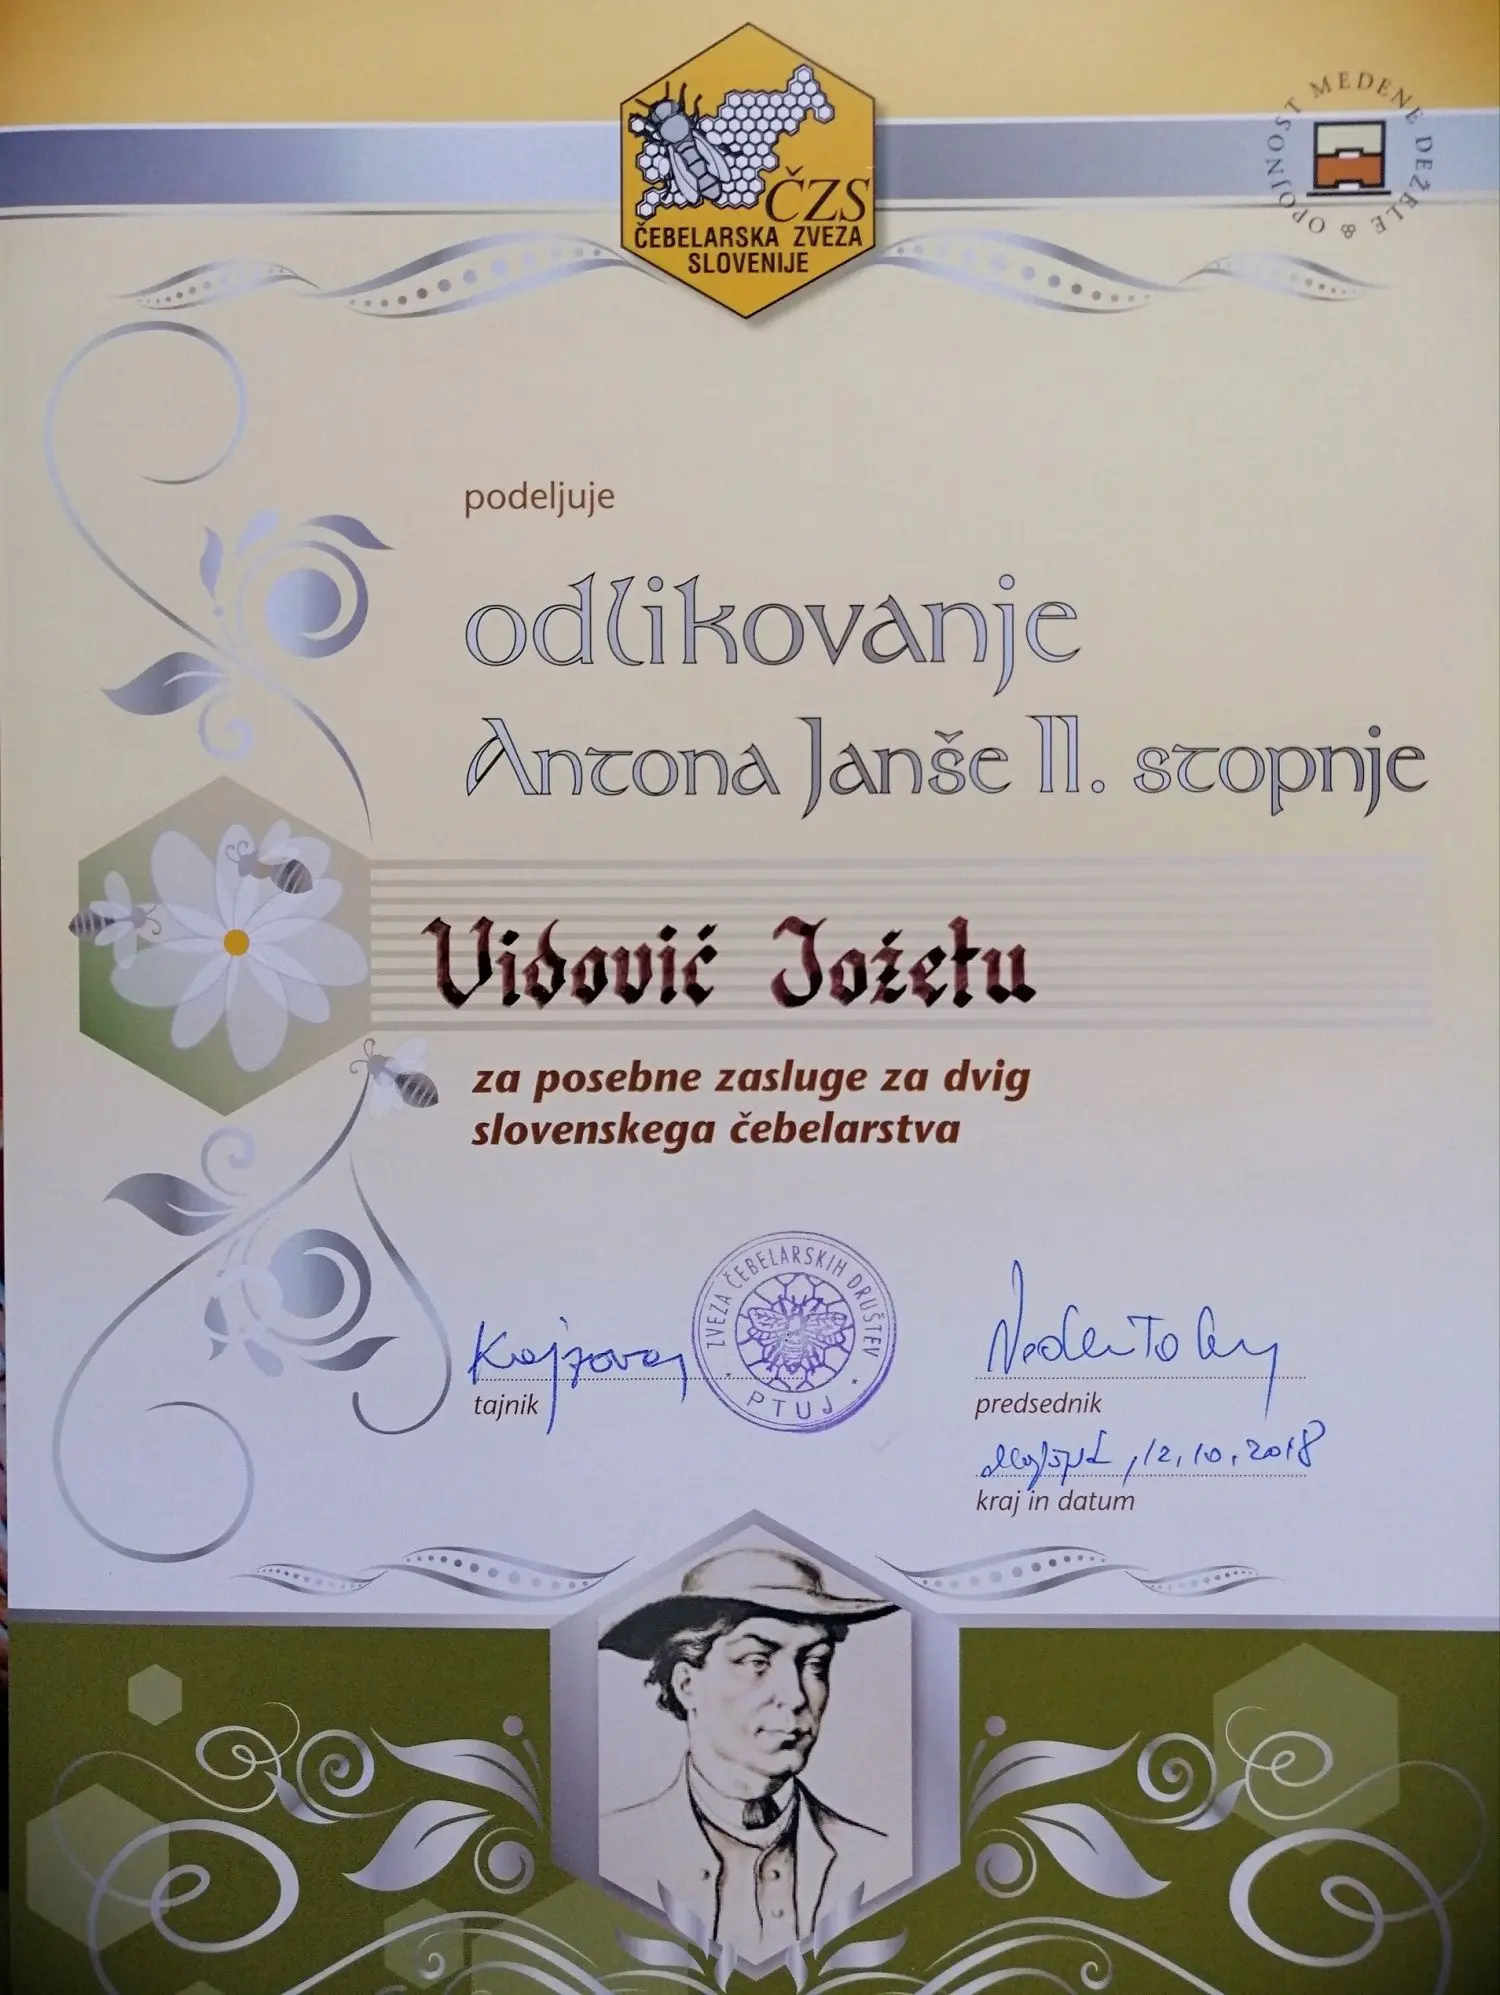 ČZS
ČEBELARSKA ZVEZA
SLOVENIJE
OPOJNOST MEDENE DEŽELE &
podeljuje
odlikovanje
Antona Janše II. stopnje
Vidovič Jožetu
za posebne zasluge za dvig
slovenskega čebelarstva
ZVEZA ČEBELARSKIH DRUŠTEV
PTUJ
tajnik
predsednik
, 12.10.2018
kraj in datum